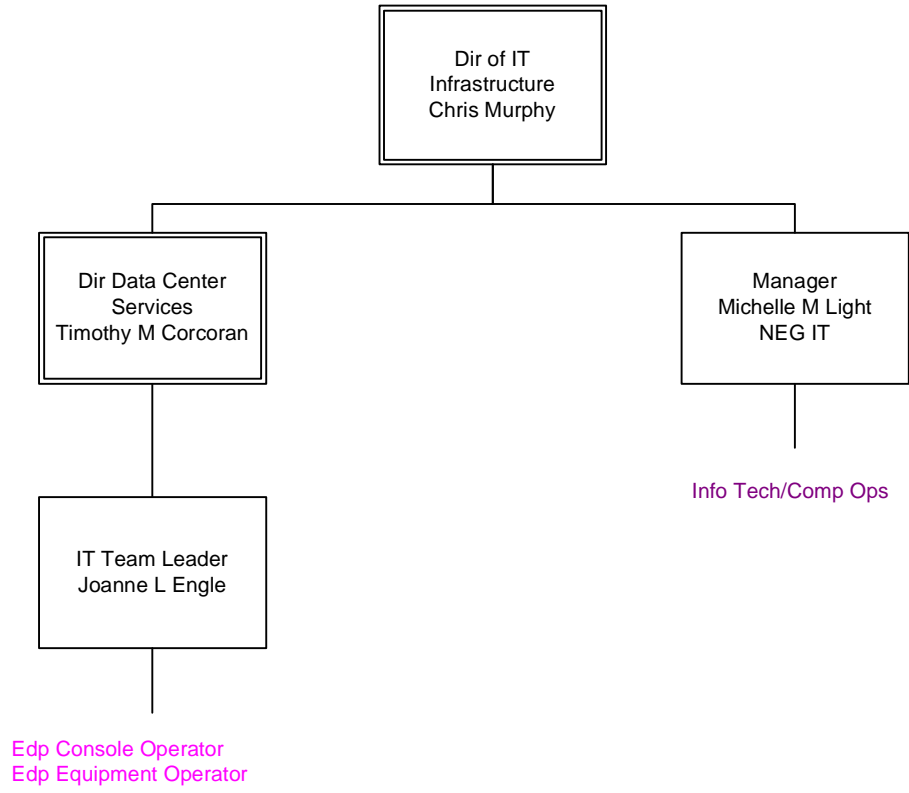 Dir of IT
Infrastructure
Chris Murphy
Dir Data Center
Services
Timothy M Corcoran
Manager
Michelle M Light
NEG IT
Info Tech/Comp Ops
IT Team Leader
Joanne L Engle
Edp Console Operator
Edp Equipment Operator